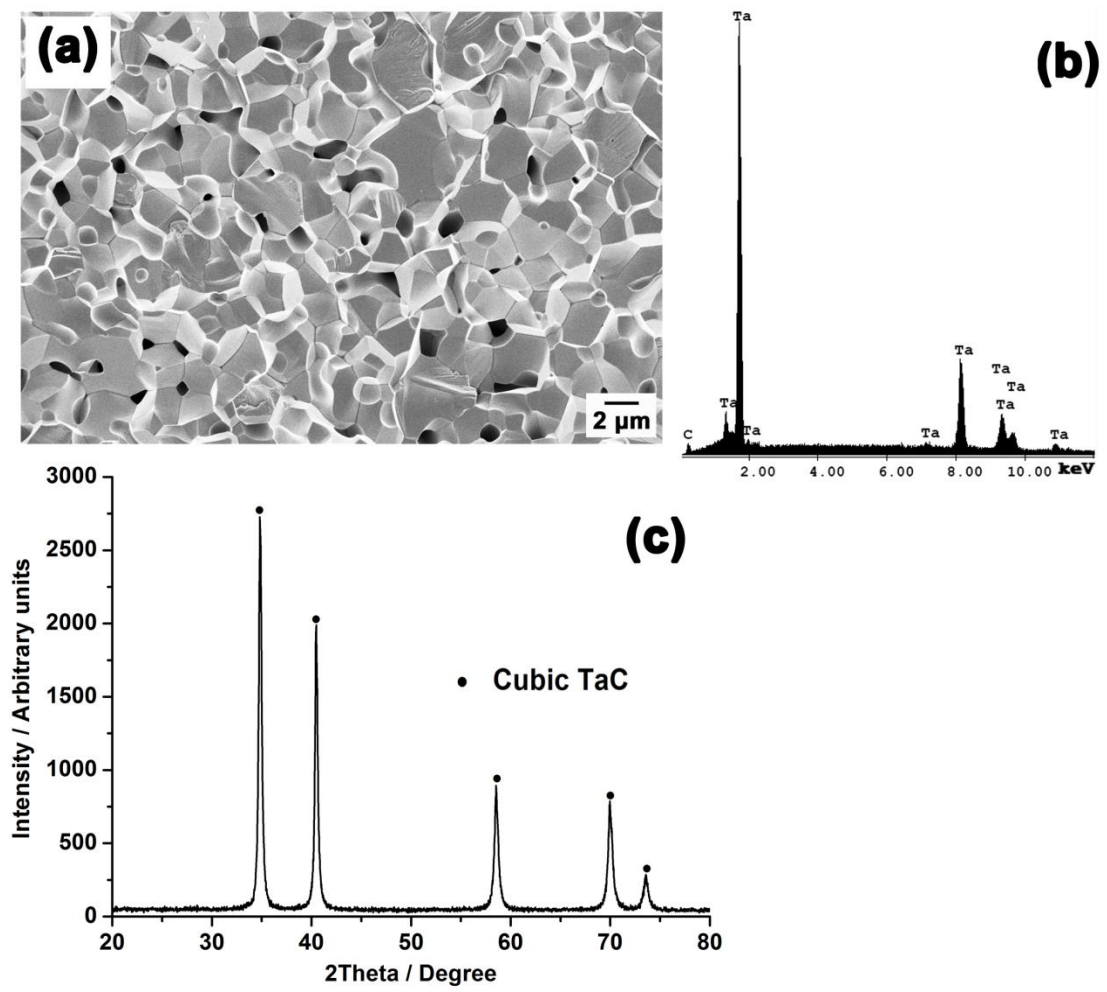 (a)
2 µm
(b)
Ta
Ta
Ta
Ta
Ta
Ta
Ta
Ta
C
Ta
Ta
2.00 4.00 6.00 8.00 10.00
keV
(c)
3000
2500
2000
1500
1000
500
0
Intensity / Arbitrary units
• Cubic TaC
20 30 40 50 60 70 80
2Theta / Degree